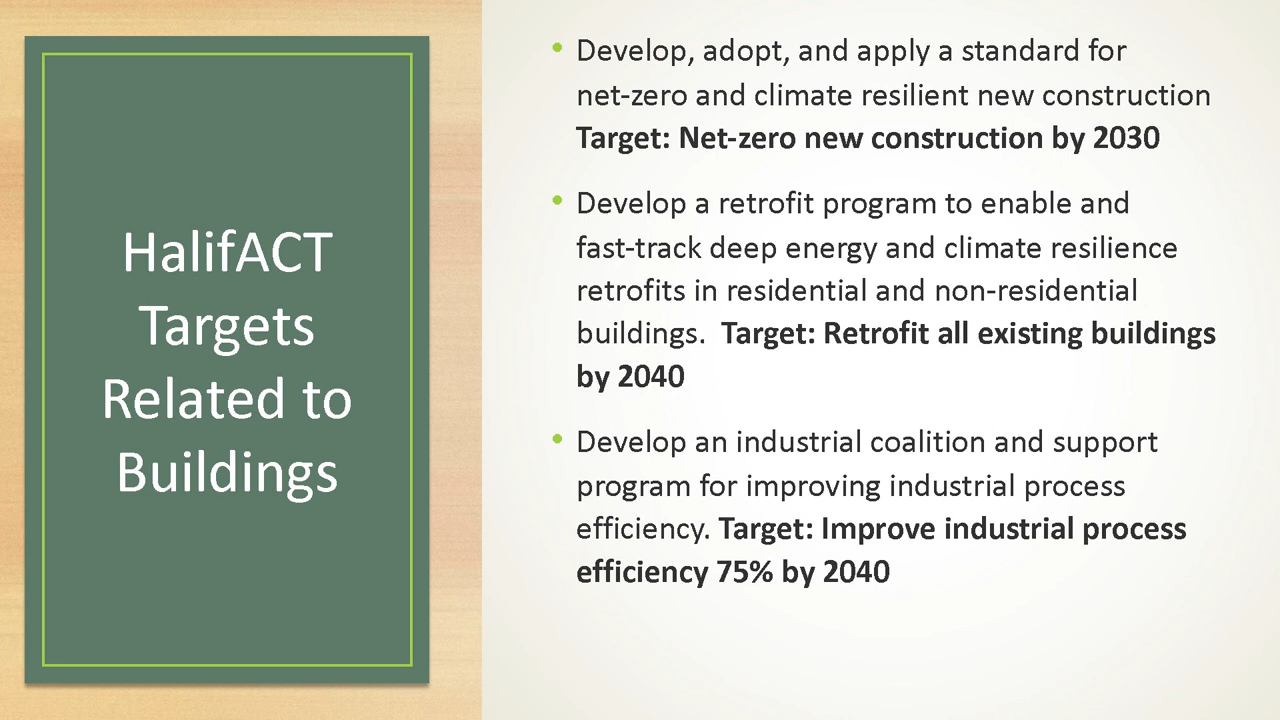 HalifACT
Targets
Related to
Buildings
• Develop, adopt, and apply a standard for
net-zero and climate resilient new construction
Target: Net-zero new construction by 2030
• Develop a retrofit program to enable and
fast-track deep energy and climate resilience
retrofits in residential and non-residential
buildings.  Target: Retrofit all existing buildings
by 2040
• Develop an industrial coalition and support
program for improving industrial process
efficiency. Target: Improve industrial process
efficiency 75% by 2040